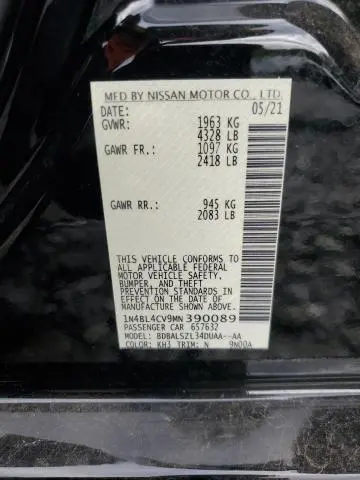 MFD BY NISSAN MOTOR CO., LTD.
DATE: 05/21
GVWR: 1963 KG
4328 LB
GAWR FR.: 1097 KG
2418 LB
GAWR RR.: 945 KG
2083 LB
THIS VEHICLE CONFORMS TO
ALL APPLICABLE FEDERAL
MOTOR VEHICLE SAFETY,
BUMPER, AND THEFT
PREVENTION STANDARDS IN
EFFECT ON THE DATE OF
MANUFACTURE SHOWN ABOVE.
1N4BL4CV9MN390089
PASSENGER CAR 657632
MODEL: BDBALSZL34DUAA--AA
COLOR: KH3 TRIM: N 9N00A